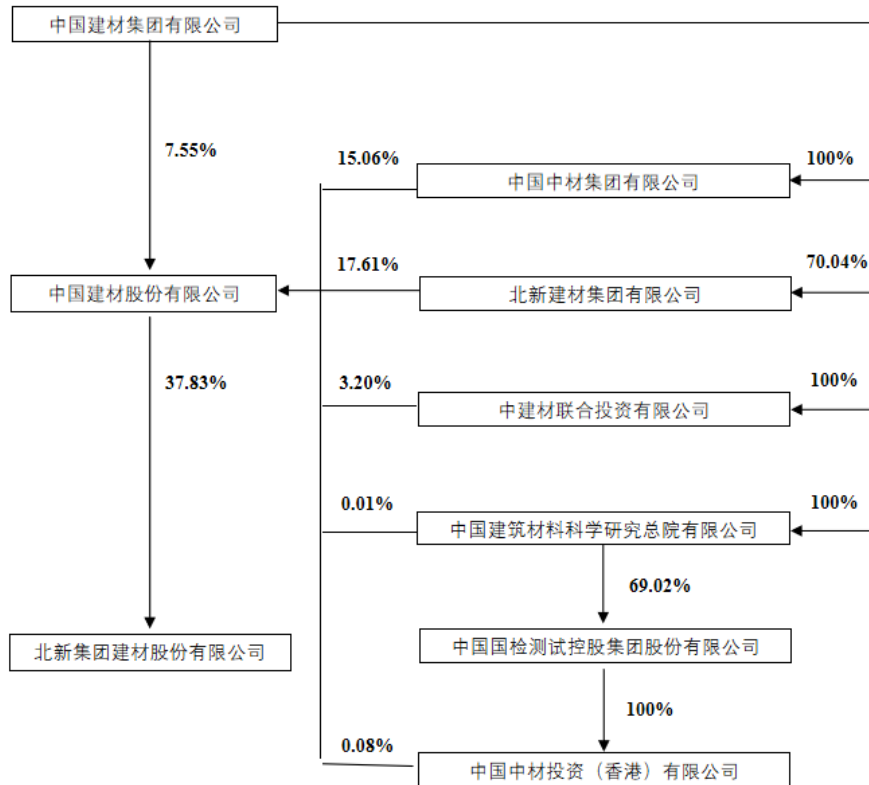 中国建材集团有限公司
7.55%
15.06%
100%
中国中材集团有限公司
17.61%
70.04%
中国建材股份有限公司
北新建材集团有限公司
37.83%
3.20%
100%
中建材联合投资有限公司
0.01%
100%
中国建筑材料科学研究总院有限公司
69.02%
北新集团建材股份有限公司
中国国检测试控股集团股份有限公司
100%
0.08%
中国中材投资（香港）有限公司